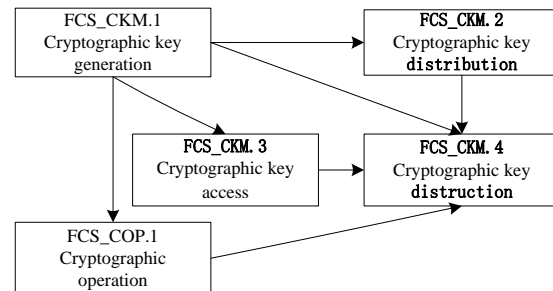 FCS_CKM.1
Cryptographic key
generation
FCS_CKM.2
Cryptographic key
distribution
FCS_CKM.3
Cryptographic key
access
FCS_CKM.4
Cryptographic key
distruction
FCS_COP.1
Cryptographic
operation